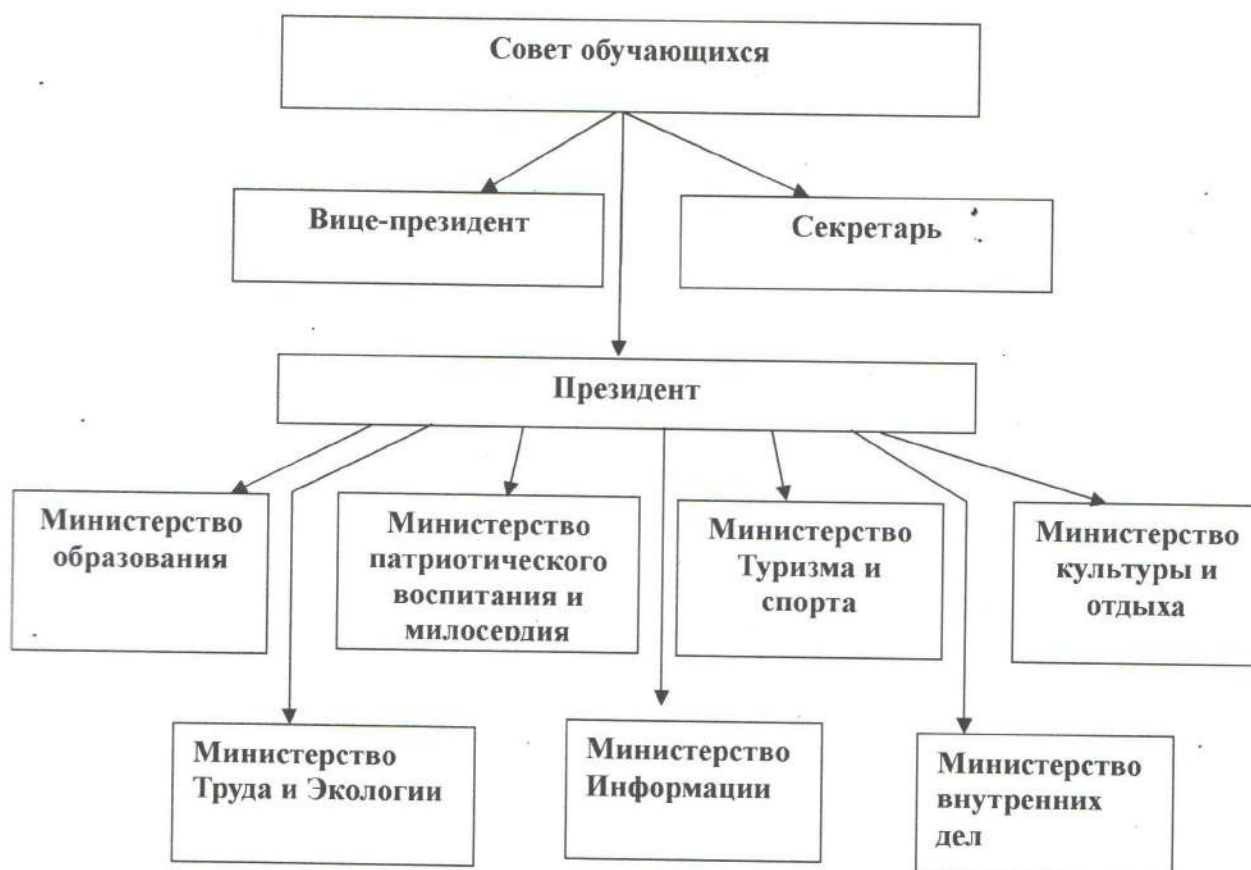 Совет обучающихся
Вице-президент
Секретарь
Президент
Министерство
образования
Министерство
патриотического
воспитания и
милосердия
Министерство
Туризма и
спорта
Министерство
культуры и
отдыха
Министерство
Труда и Экологии
Министерство
Информации
Министерство
внутренних
дел